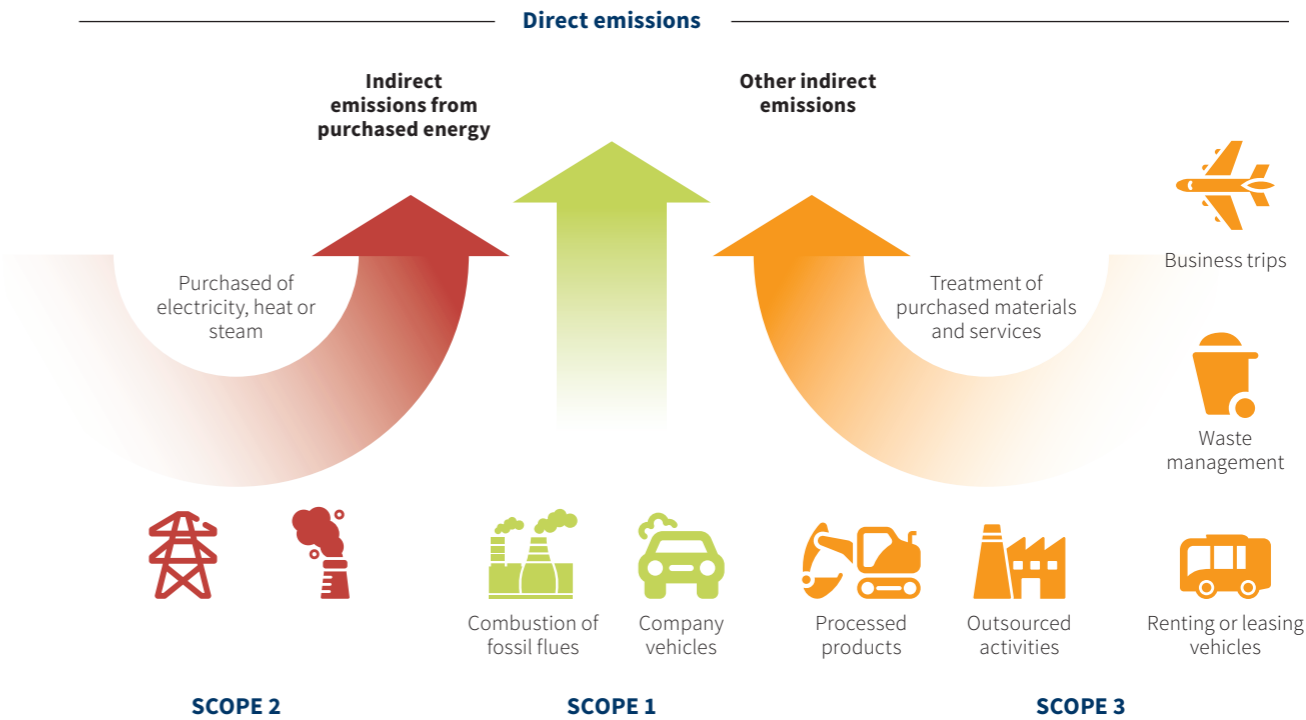 Direct emissions
Indirect
emissions from
purchased energy
Other indirect
emissions
Purchased of
electricity, heat or
steam
Treatment of
purchased materials
and services
Business trips
Waste
management
Combustion of
fossil flues
Company
vehicles
Processed
products
Outsourced
activities
Renting or leasing
vehicles
SCOPE 2
SCOPE 1
SCOPE 3